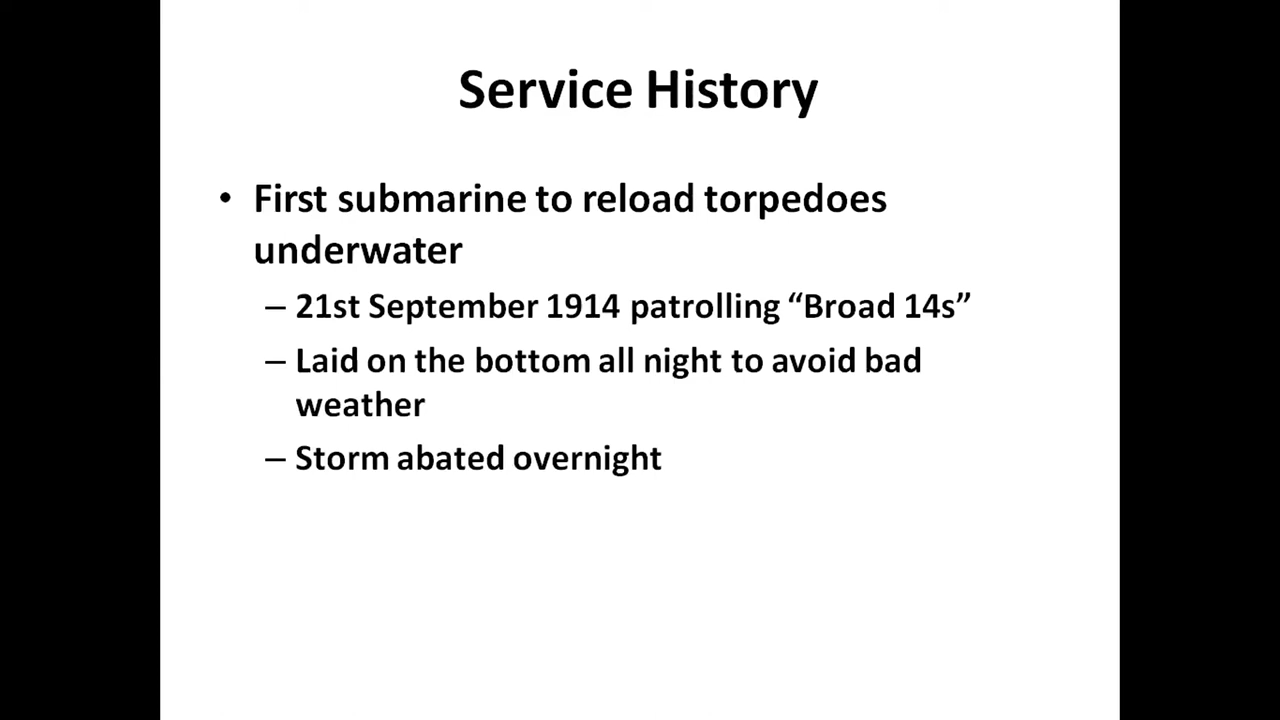 Service History
• First submarine to reload torpedoes
underwater
– 21st September 1914 patrolling “Broad 14s”
– Laid on the bottom all night to avoid bad
weather
– Storm abated overnight